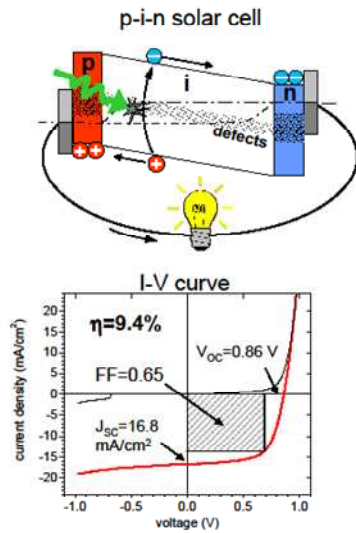 p-i-n solar cell
p
i
n
defects
I-V curve
η=9.4%
V_OC=0.86 V
FF=0.65
J_SC=16.8
mA/cm²
current density (mA/cm²)
20
15
10
5
0
-5
-10
-15
-20
-1.0
-0.5
0.0
0.5
1.0
voltage (V)